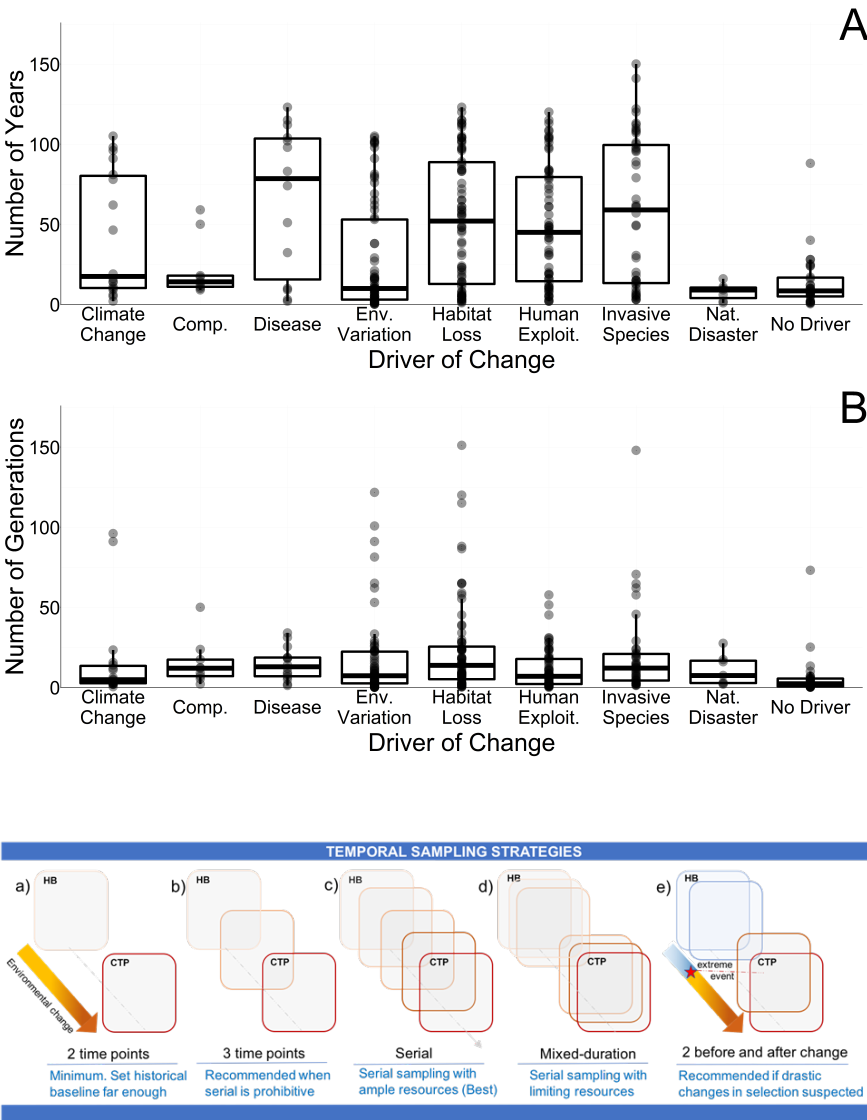 A
Number of Years
150
100
50
0
Climate
Change
Comp.
Disease
Env.
Variation
Habitat
Loss
Human
Exploit.
Invasive
Species
Nat.
Disaster
No Driver
Driver of Change
B
Number of Generations
150
100
50
0
Climate
Change
Comp.
Disease
Env.
Variation
Habitat
Loss
Human
Exploit.
Invasive
Species
Nat.
Disaster
No Driver
Driver of Change
TEMPORAL SAMPLING STRATEGIES
a)
HB
CTP
Environmental change
2 time points
Minimum. Set historical
baseline far enough
b)
HB
CTP
3 time points
Recommended when
serial is prohibitive
c)
HB
CTP
Serial
Serial sampling with
ample resources (Best)
d)
HB
CTP
Mixed-duration
Serial sampling with
limiting resources
e)
HB
extreme
event
CTP
2 before and after change
Recommended if drastic
changes in selection suspected